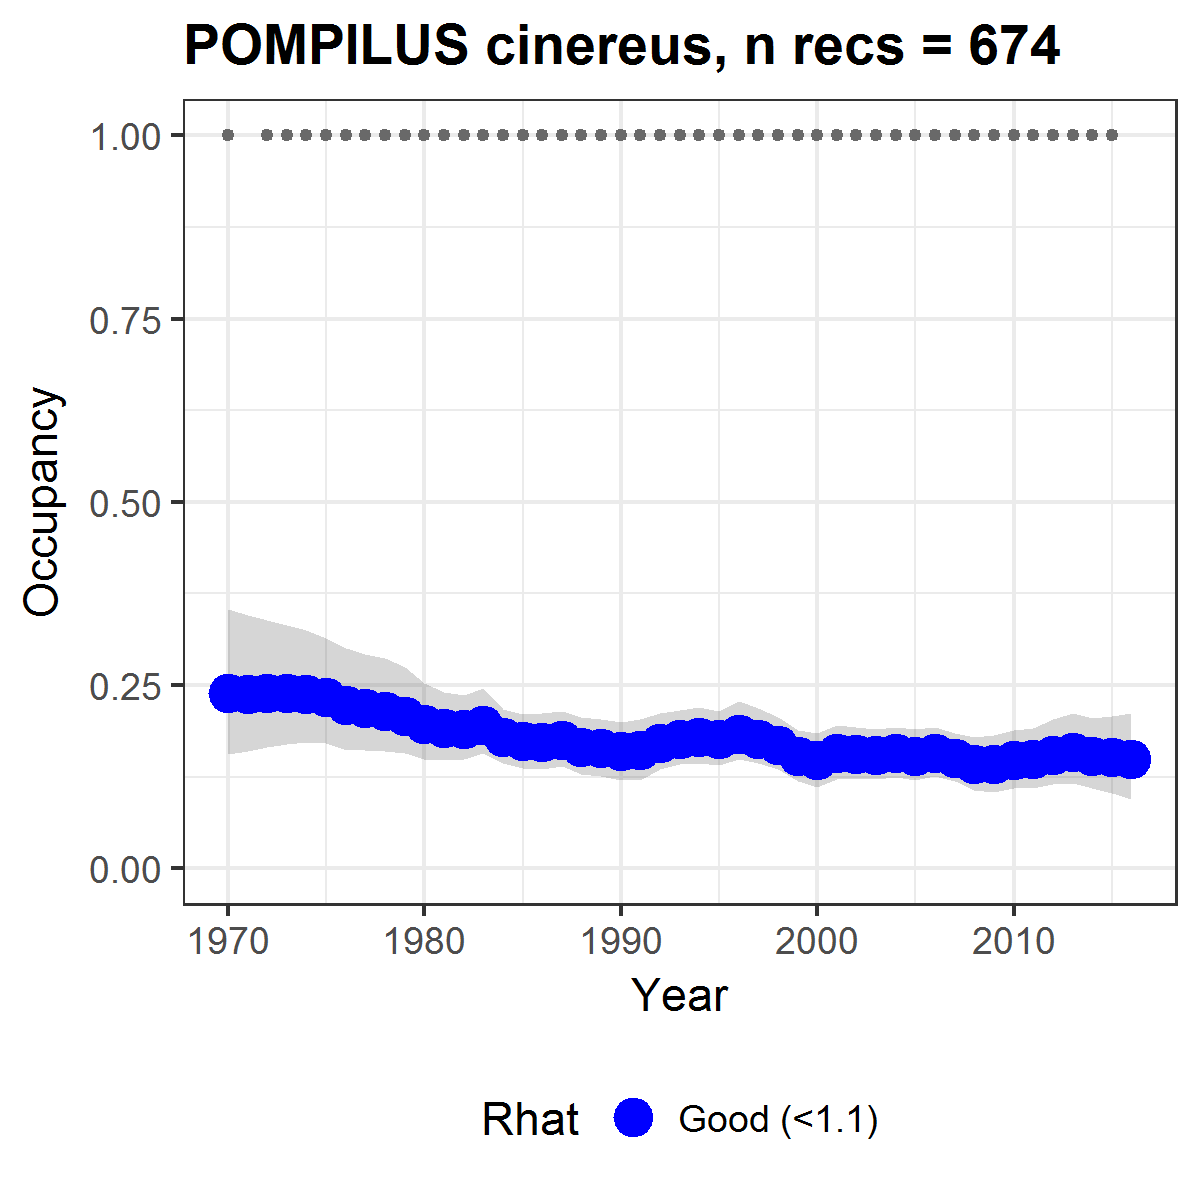 POMPILUS cinereus, n recs = 674
1.00
0.75
0.50
0.25
0.00
Occupancy
1970 1980 1990 2000 2010
Year
Rhat Good (<1.1)